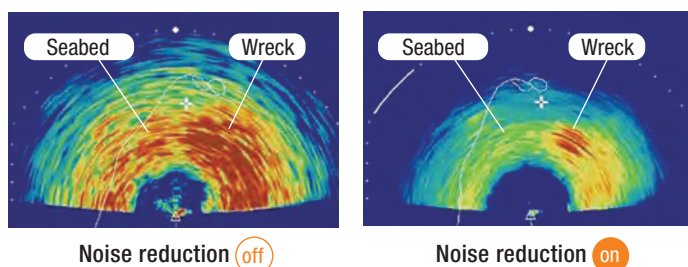 Seabed
Wreck
Seabed
Wreck
Noise reduction off
Noise reduction on